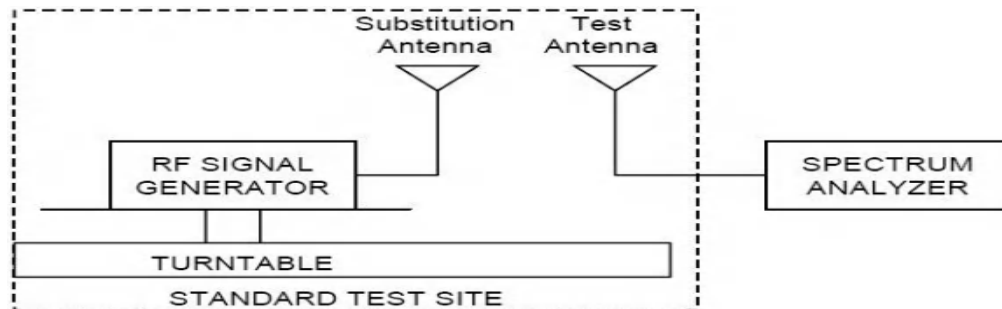 Substitution
Antenna
Test
Antenna
RF SIGNAL
GENERATOR
SPECTRUM
ANALYZER
TURNTABLE
STANDARD TEST SITE